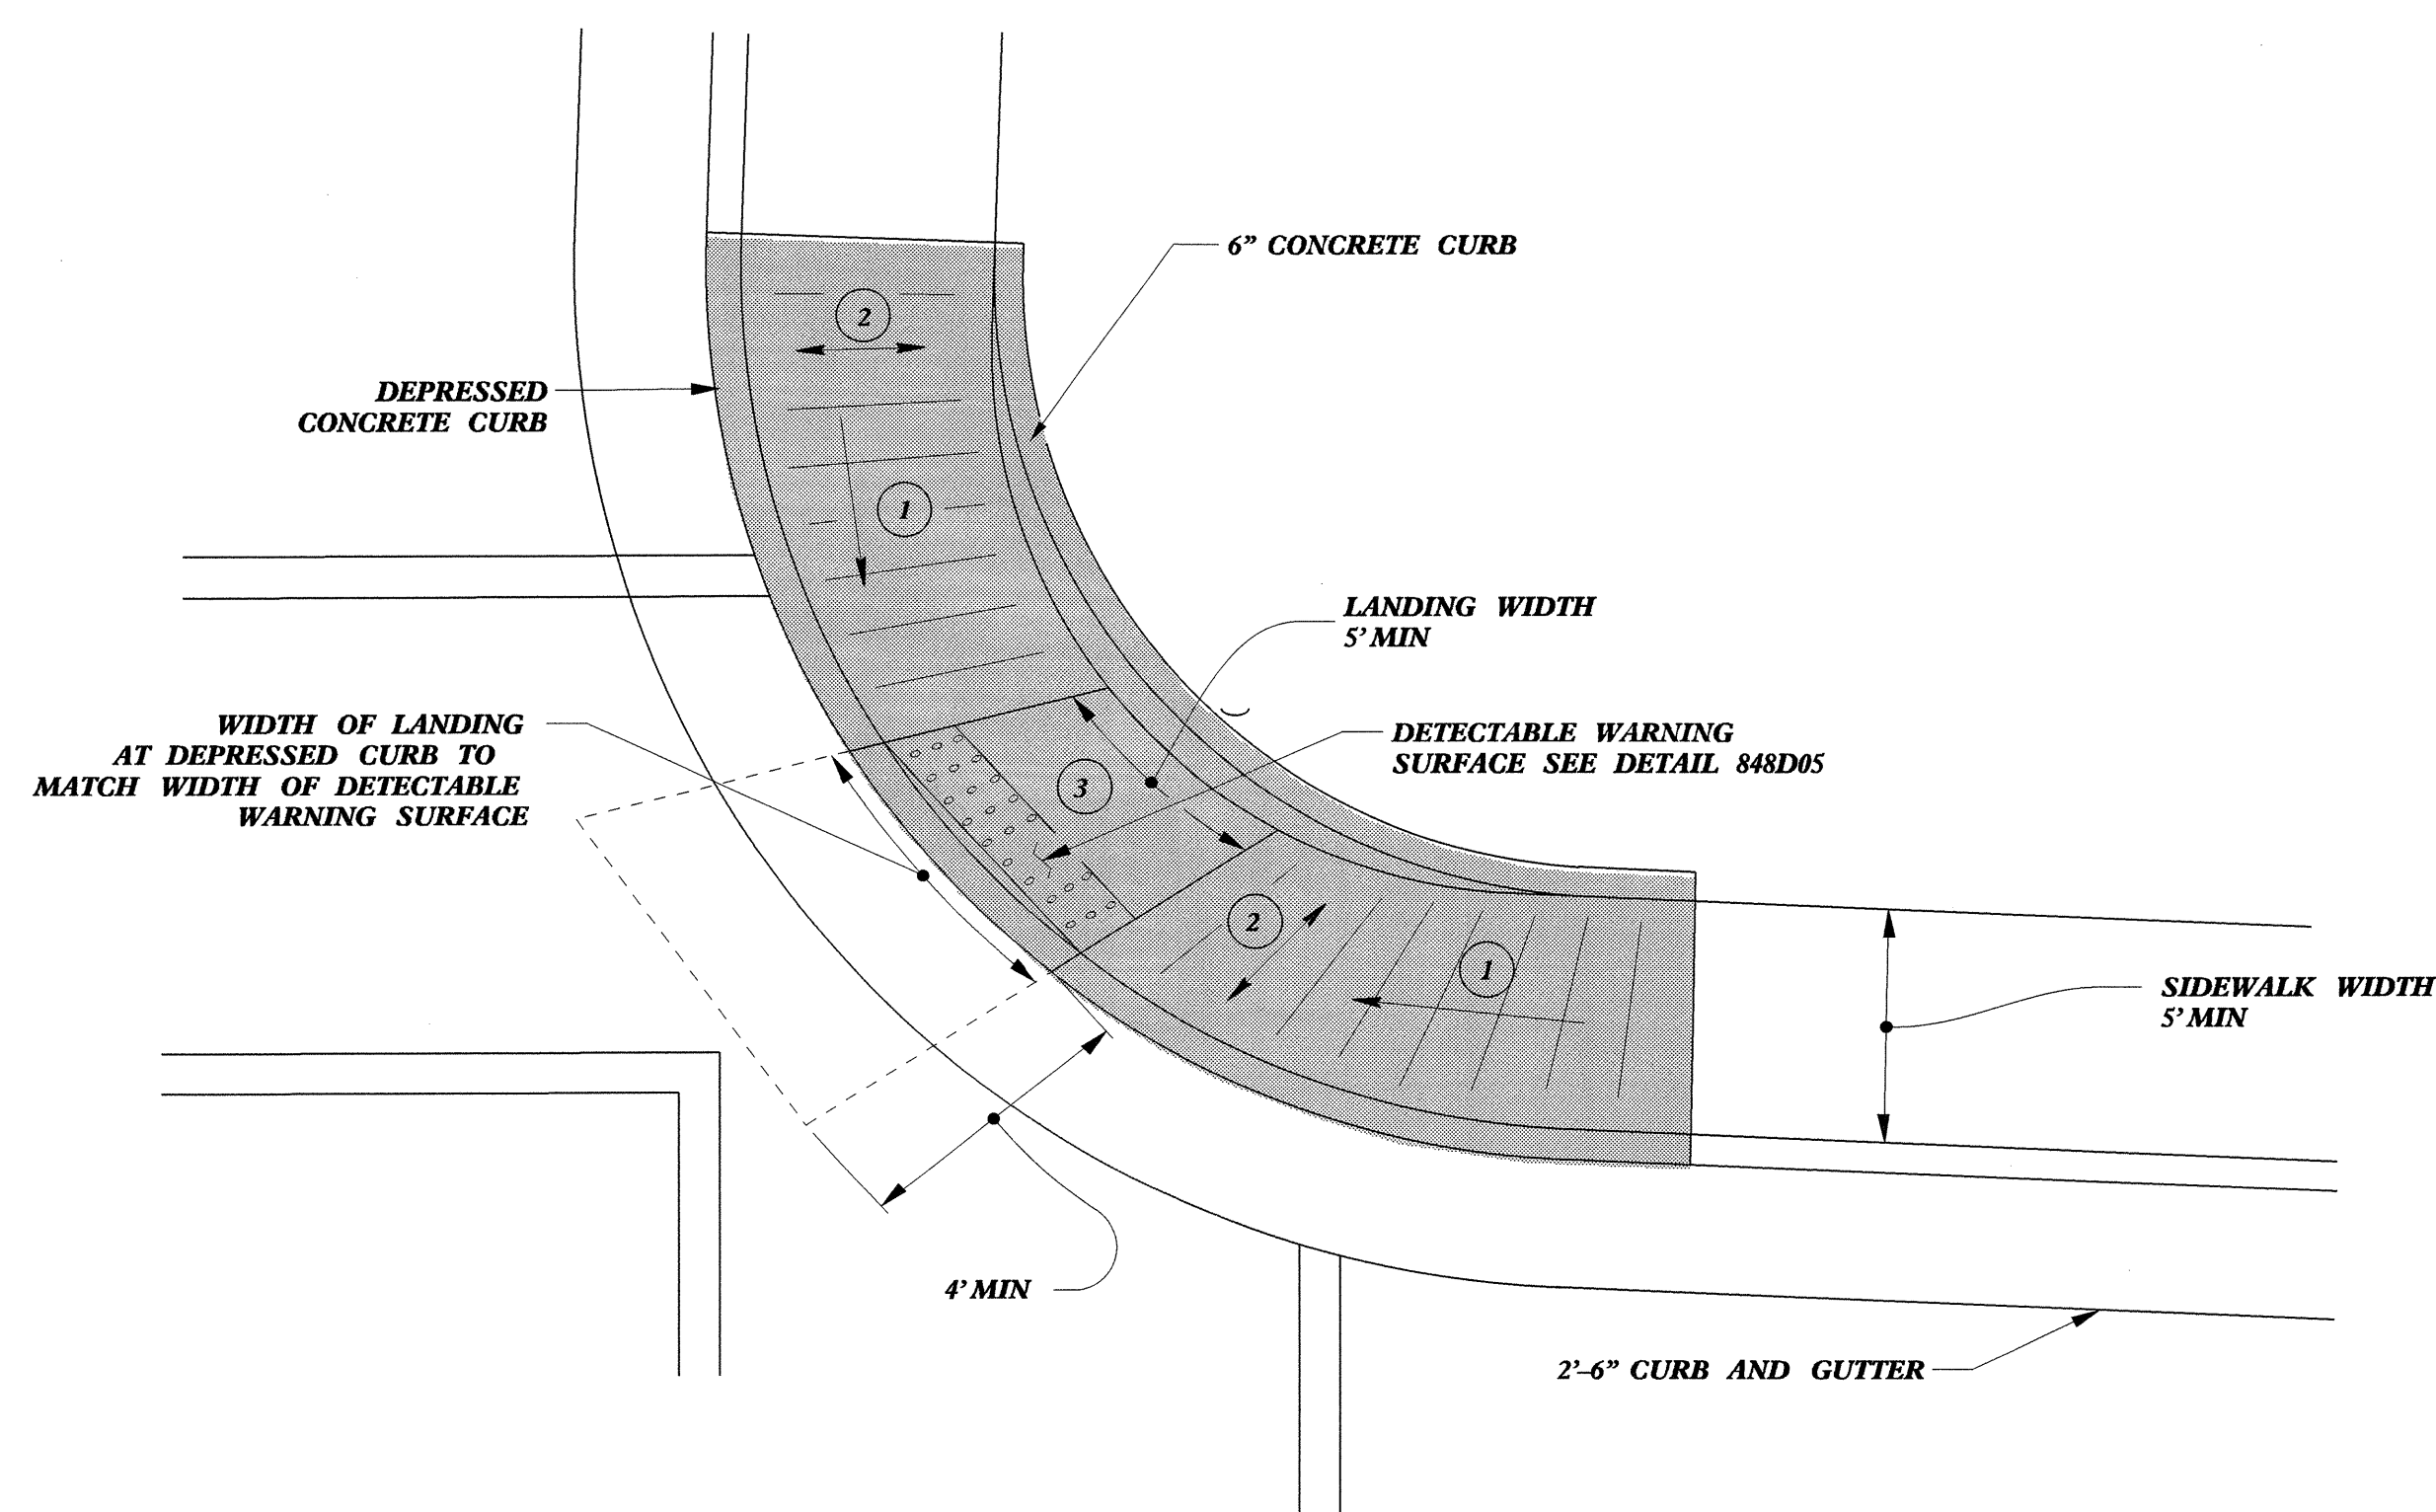 6” CONCRETE CURB
2
DEPRESSED
CONCRETE CURB
1
LANDING WIDTH
5’ MIN
WIDTH OF LANDING
AT DEPRESSED CURB TO
MATCH WIDTH OF DETECTABLE
WARNING SURFACE
DETECTABLE WARNING
SURFACE SEE DETAIL 848D05
3
2
1
SIDEWALK WIDTH
5’ MIN
4’ MIN
2’–6” CURB AND GUTTER